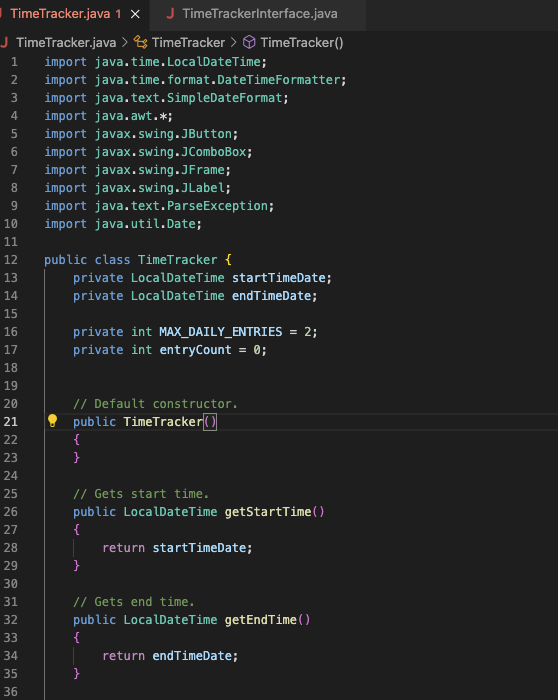 TimeTracker.java 1 × TimeTrackerInterface.java
TimeTracker.java > TimeTracker > TimeTracker()
1 import java.time.LocalDateTime;
2 import java.time.format.DateTimeFormatter;
3 import java.text.SimpleDateFormat;
4 import java.awt.*;
5 import javax.swing.JButton;
6 import javax.swing.JComboBox;
7 import javax.swing.JFrame;
8 import javax.swing.JLabel;
9 import java.text.ParseException;
10 import java.util.Date;
11
12 public class TimeTracker {
13     private LocalDateTime startTimeDate;
14     private LocalDateTime endTimeDate;
15
16     private int MAX_DAILY_ENTRIES = 2;
17     private int entryCount = 0;
18
19
20     // Default constructor.
21     public TimeTracker()
22     {
23     }
24
25     // Gets start time.
26     public LocalDateTime getStartTime()
27     {
28         return startTimeDate;
29     }
30
31     // Gets end time.
32     public LocalDateTime getEndTime()
33     {
34         return endTimeDate;
35     }
36